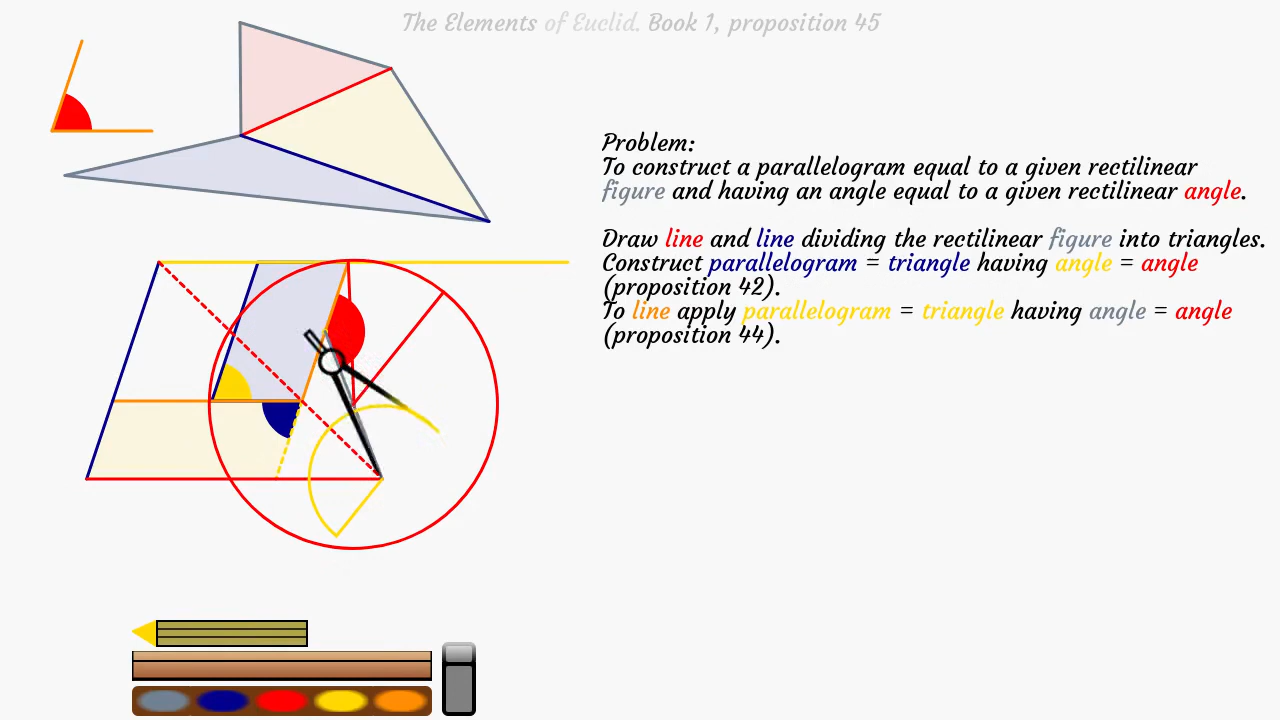 The Elements of Euclid. Book 1, proposition 45
Problem:
To construct a parallelogram equal to a given rectilinear
figure and having an angle equal to a given rectilinear angle.
Draw line and line dividing the rectilinear figure into triangles.
Construct parallelogram = triangle having angle = angle
(proposition 42).
To line apply parallelogram = triangle having angle = angle
(proposition 44).